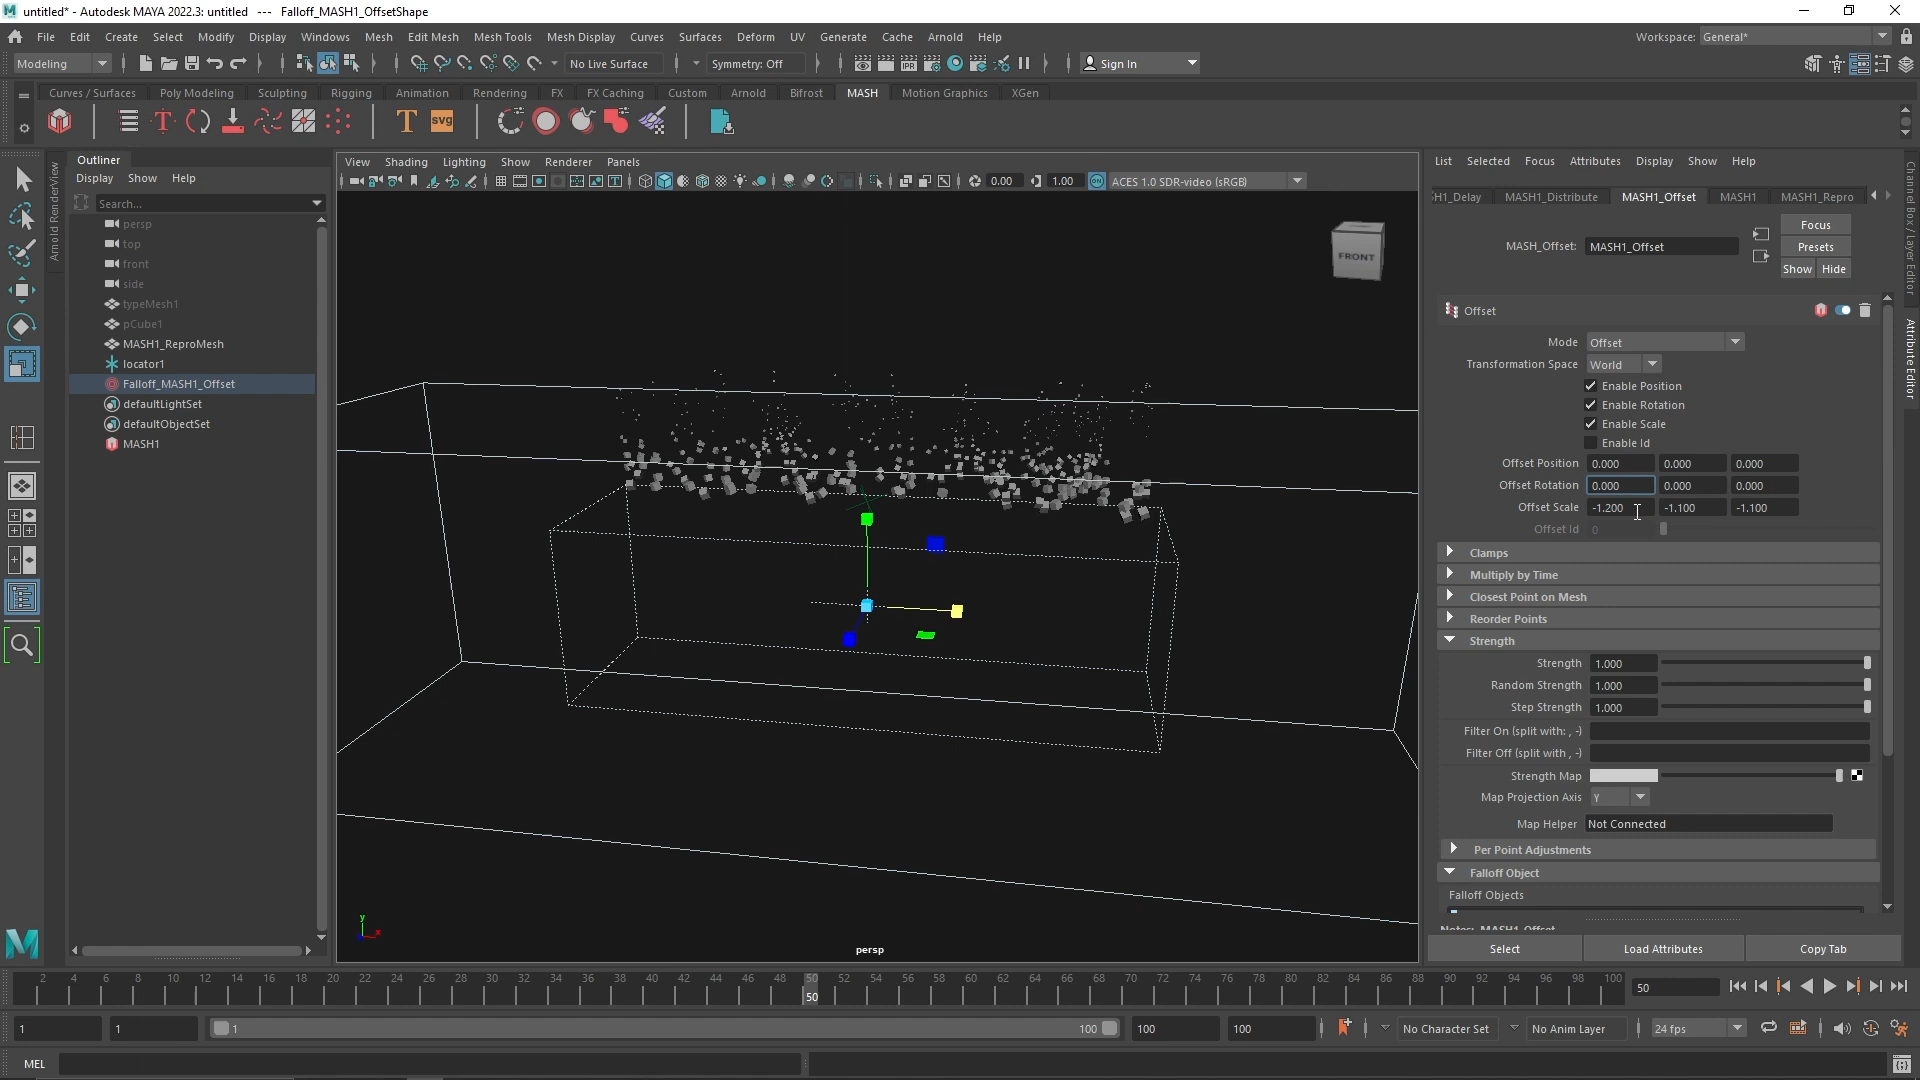 untitled* - Autodesk MAYA 2022.3: untitled --- Falloff_MASH1_OffsetShape
File Edit Create Select Modify Display Windows Mesh Edit Mesh Mesh Tools Mesh Display Curves Surfaces Deform UV Generate Cache Arnold Help
Workspace: General*
Modeling
No Live Surface
Symmetry: Off
IPR
Sign In
Curves / Surfaces Poly Modeling Sculpting Rigging Animation Rendering FX FX Caching Custom Arnold Bifrost MASH Motion Graphics XGen
T
T
svg
Arnold RenderView
Outliner
Display Show Help
Search...
persp
top
front
side
typeMesh1
pCube1
MASH1_ReproMesh
locator1
Falloff_MASH1_Offset
defaultLightSet
defaultObjectSet
MASH1
View Shading Lighting Show Renderer Panels
0.00
1.00
ACES 1.0 SDR-video (sRGB)
FRONT
persp
y
x
List Selected Focus Attributes Display Show Help
H1_Delay MASH1_Distribute MASH1_Offset MASH1 MASH1_Repro
MASH_Offset: MASH1_Offset
Focus
Presets
Show Hide
Offset
Mode Offset
Transformation Space World
Enable Position
Enable Rotation
Enable Scale
Enable Id
Offset Position 0.000 0.000 0.000
Offset Rotation 0.000 0.000 0.000
Offset Scale -1.200 -1.100 -1.100
Offset Id 0
Clamps
Multiply by Time
Closest Point on Mesh
Reorder Points
Strength
Strength 1.000
Random Strength 1.000
Step Strength 1.000
Filter On (split with: , -)
Filter Off (split with , -)
Strength Map
Map Projection Axis Y
Map Helper Not Connected
Per Point Adjustments
Falloff Object
Falloff Objects
Notes: MASH1_Offset
Select Load Attributes Copy Tab
Channel Box / Layer Editor
Attribute Editor
2 4 6 8 10 12 14 16 18 20 22 24 26 28 30 32 34 36 38 40 42 44 46 48 50 52 54 56 58 60 62 64 66 68 70 72 74 76 78 80 82 84 86 88 90 92 94 96 98 100
50
50
1
1
1
100
100
100
No Character Set
No Anim Layer
24 fps
MEL